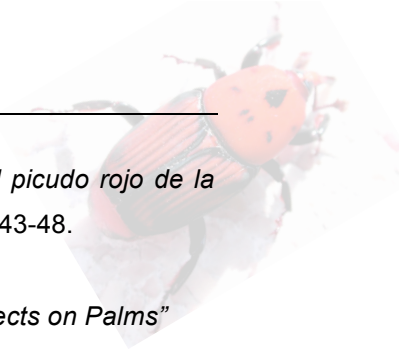 l picudo rojo de la
43-48.
ects on Palms”